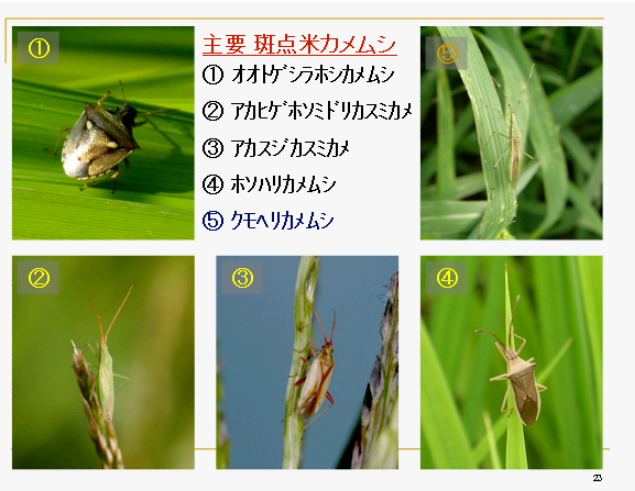 ①
主要 斑点米カメムシ
① オオトゲシラホシカメムシ
② アカヒゲホソミドリカスミカメ
③ アカスジカスミカメ
④ ホソハリカメムシ
⑤ クモヘリカメムシ
⑤
②
③
④
23